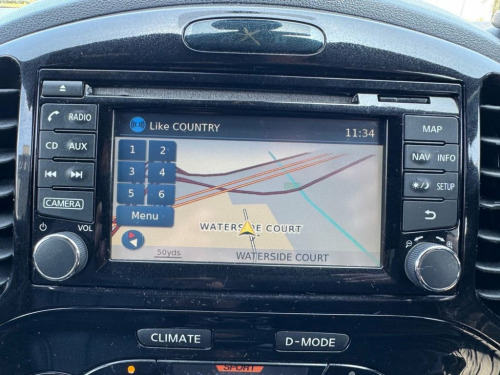 RADIO
CD AUX
CAMERA
VOL
Like COUNTRY 11:34
1 2
3 4
5 6
Menu
WATERSIDE COURT
50yds WATERSIDE COURT
MAP
NAV INFO
SETUP
CLIMATE D-MODE
SPORT